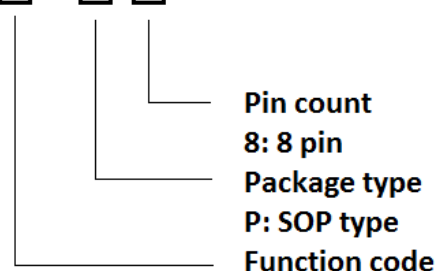 Pin count
8: 8 pin
Package type
P: SOP type
Function code